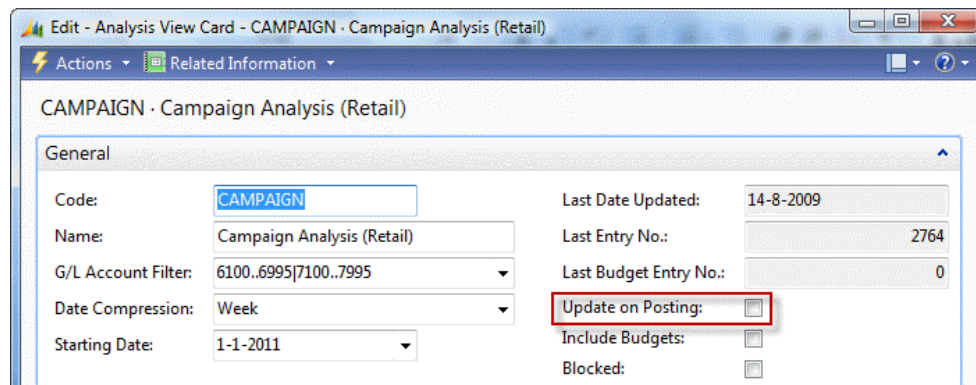 Edit - Analysis View Card - CAMPAIGN · Campaign Analysis (Retail)
Actions Related Information
CAMPAIGN · Campaign Analysis (Retail)
General
Code: CAMPAIGN Last Date Updated: 14-8-2009
Name: Campaign Analysis (Retail) Last Entry No.: 2764
G/L Account Filter: 6100..6995|7100..7995 Last Budget Entry No.: 0
Date Compression: Week Update on Posting:
Starting Date: 1-1-2011 Include Budgets:
Blocked: